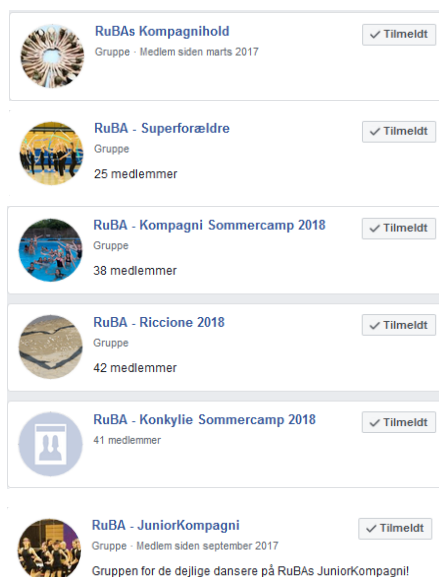 RuBAs Kompagnihold
Tilmeldt
Gruppe · Medlem siden marts 2017
RuBA - Superforældre
Tilmeldt
Gruppe
25 medlemmer
RuBA - Kompagni Sommercamp 2018
Tilmeldt
Gruppe
38 medlemmer
RuBA - Riccione 2018
Tilmeldt
Gruppe
42 medlemmer
RuBA - Konkylie Sommercamp 2018
Tilmeldt
41 medlemmer
RuBA - JuniorKompagni
Tilmeldt
Gruppe · Medlem siden september 2017
Gruppen for de dejlige dansere på RuBAs JuniorKompagni!